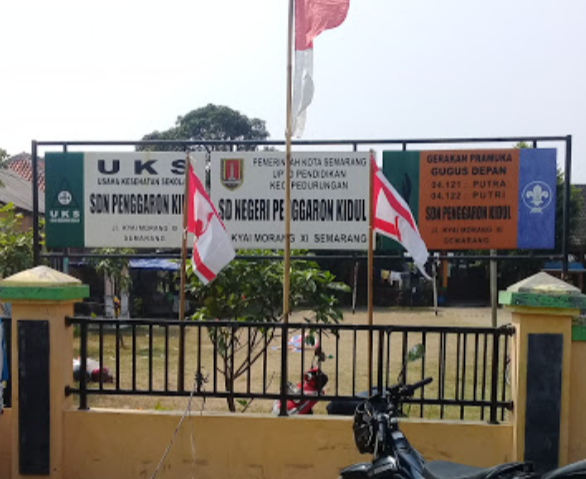 UKS
USAHA KESEHATAN SEKOLAH
SDN PENGGARON KIDUL
JL. KYAI MORANG XI
SEMARANG
UKS
PEMERINTAH KOTA SEMARANG
UPTD PENDIDIKAN
KEC. PEDURUNGAN
SD NEGERI PENGGARON KIDUL
KYAI MORANG XI SEMARANG
GERAKAN PRAMUKA
GUGUS DEPAN
04.121 : PUTRA
04.122 : PUTRI
SDN PENGGARON KIDUL
JL. KYAI MORANG XI
SEMARANG